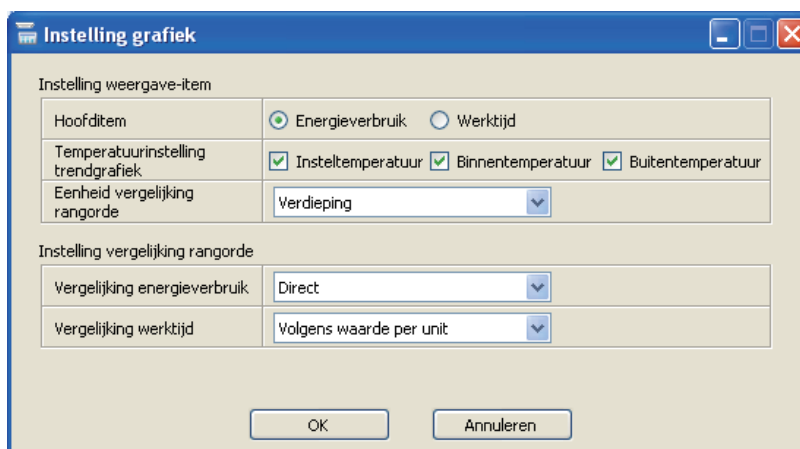 Instelling grafiek
Instelling weergave-item
Hoofditem
Energieverbruik Werktijd
Temperatuurinstelling
trendgrafiek
Insteltemperatuur Binnentemperatuur Buitentemperatuur
Eenheid vergelijking
rangorde
Verdieping
Instelling vergelijking rangorde
Vergelijking energieverbruik Direct
Vergelijking werktijd Volgens waarde per unit
OK Annuleren